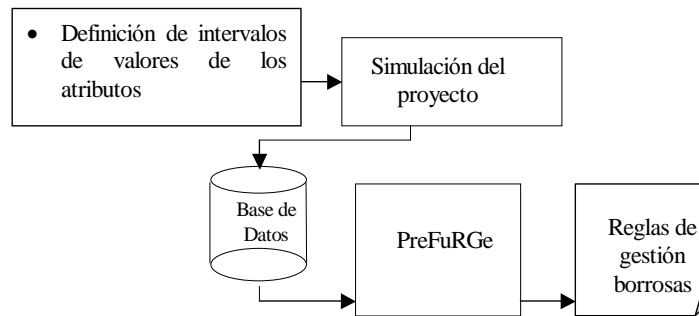 • Definición de intervalos
de valores de los
atributos
Simulación del
proyecto
Base de
Datos
PreFuRGe
Reglas de
gestión
borrosas